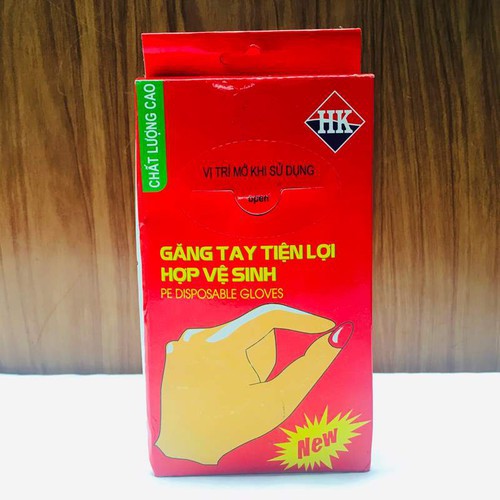 CHẤT LƯỢNG CAO
HK
VỊ TRÍ MỞ KHI SỬ DỤNG
open
GĂNG TAY TIỆN LỢI
HỢP VỆ SINH
PE DISPOSABLE GLOVES
New